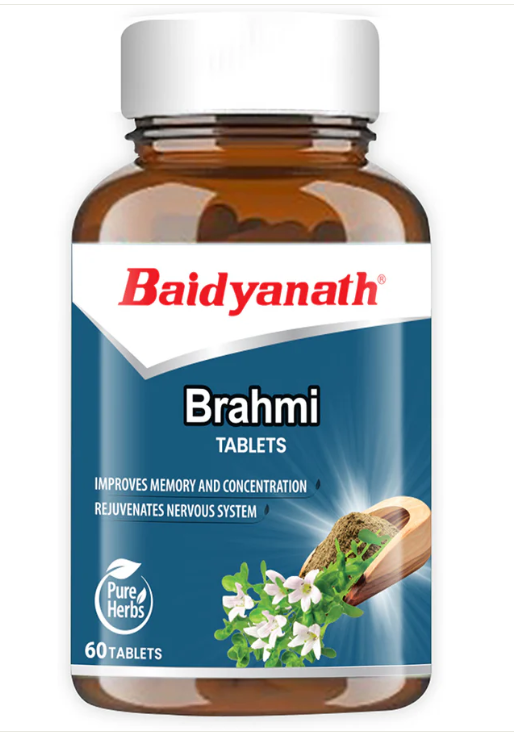 Baidyanath®
Brahmi
TABLETS
IMPROVES MEMORY AND CONCENTRATION
REJUVENATES NERVOUS SYSTEM
Pure
Herbs
60 TABLETS